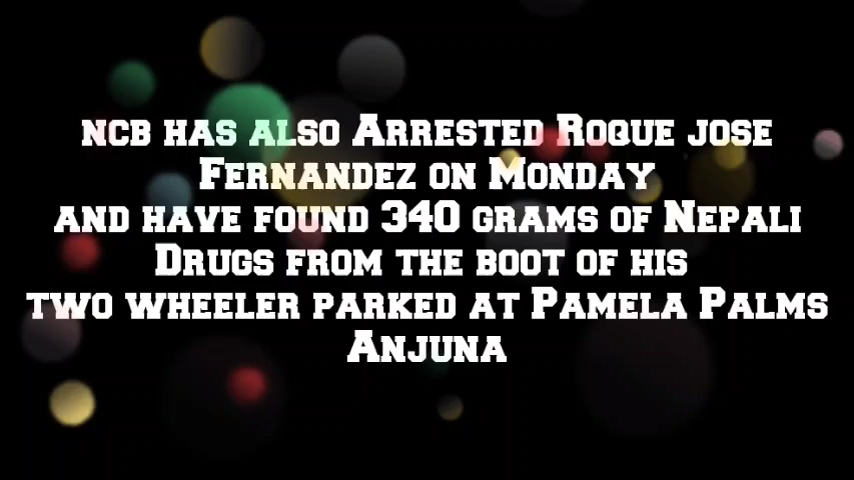 NCB HAS ALSO ARRESTED ROQUE JOSE
FERNANDEZ ON MONDAY
AND HAVE FOUND 340 GRAMS OF NEPALI
DRUGS FROM THE BOOT OF HIS
TWO WHEELER PARKED AT PAMELA PALMS
ANJUNA